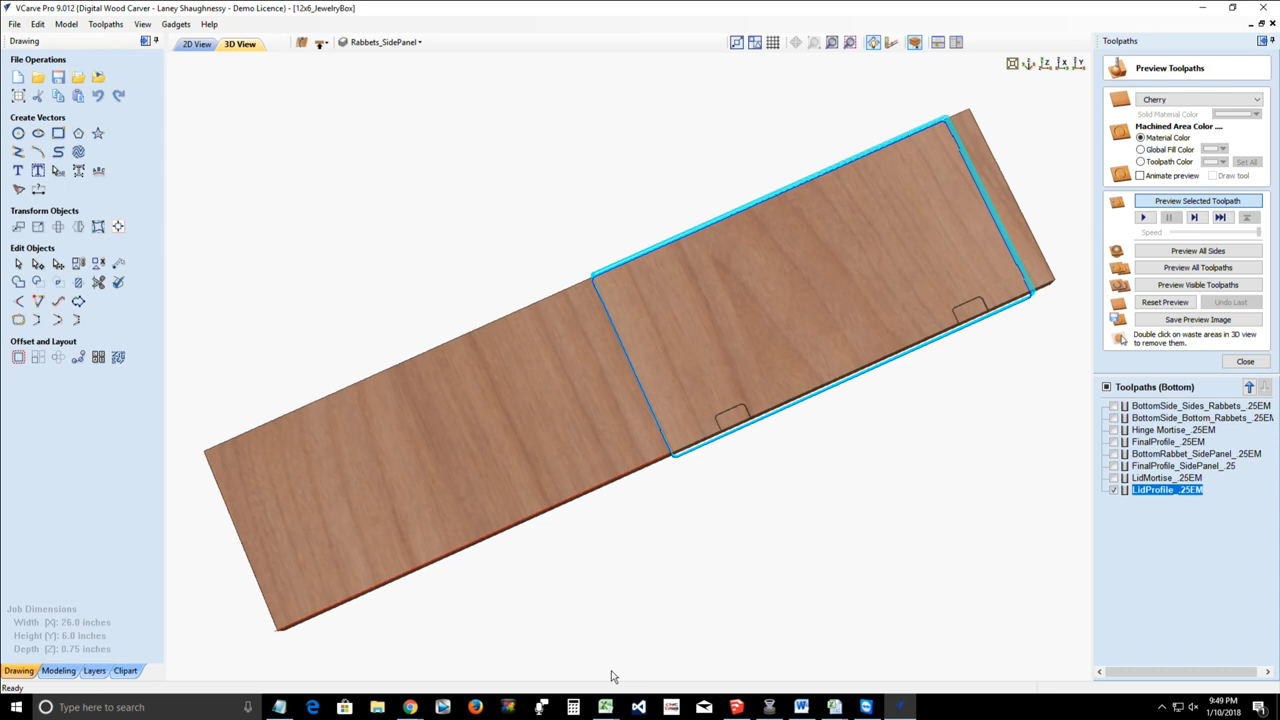 VCarve Pro 9.012 {Digital Wood Carver - Laney Shaughnessy - Demo Licence} - [12x6_JewelryBox]
File Edit Model Toolpaths View Gadgets Help
Drawing
2D View 3D View Rabbets_SidePanel
Toolpaths
File Operations
Create Vectors
Transform Objects
Edit Objects
Offset and Layout
Job Dimensions
Width (X): 26.0 inches
Height (Y): 6.0 inches
Depth (Z): 0.75 inches
Drawing Modeling Layers Clipart
Ready
Z X Y
Preview Toolpaths
Cherry
Solid Material Color
Machined Area Color ....
Material Color
Global Fill Color
Toolpath Color Set All
Animate preview Draw tool
Preview Selected Toolpath
Speed
Preview All Sides
Preview All Toolpaths
Preview Visible Toolpaths
Reset Preview Undo Last
Save Preview Image
Double click on waste areas in 3D view
to remove them.
Close
Toolpaths (Bottom)
BottomSide_Sides_Rabbets_.25EM
BottomSide_Bottom_Rabbets_.25EM
Hinge Mortise_.25EM
FinalProfile_.25EM
BottomRabbet_SidePanel_.25EM
FinalProfile_SidePanel_.25
LidMortise_.25EM
LidProfile_.25EM
Type here to search
9:49 PM
1/10/2018